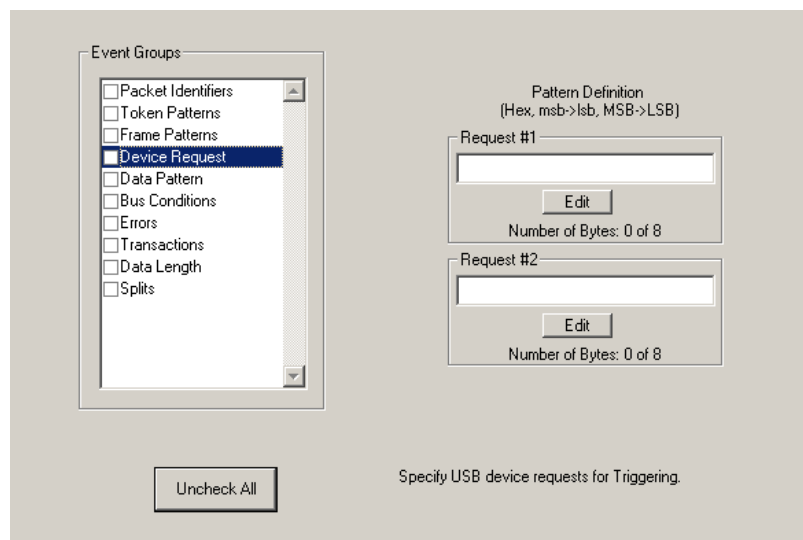 Event Groups
Packet Identifiers
Token Patterns
Frame Patterns
Device Request
Data Pattern
Bus Conditions
Errors
Transactions
Data Length
Splits
Uncheck All
Pattern Definition
(Hex, msb->lsb, MSB->LSB)
Request #1
Edit
Number of Bytes: 0 of 8
Request #2
Edit
Number of Bytes: 0 of 8
Specify USB device requests for Triggering.